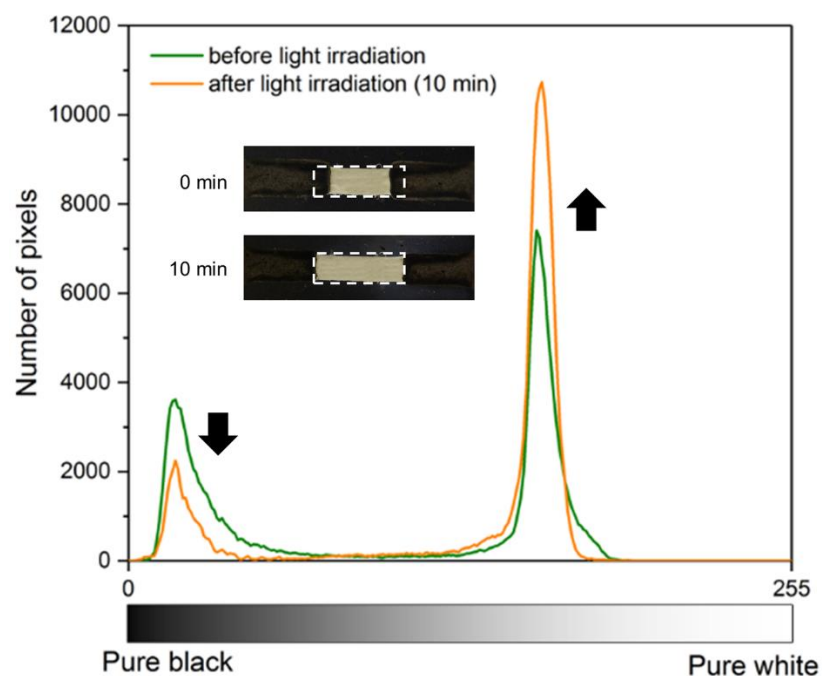 12000
10000
8000
6000
4000
2000
0
Number of pixels
before light irradiation
after light irradiation (10 min)
0 min
10 min
0
255
Pure black
Pure white